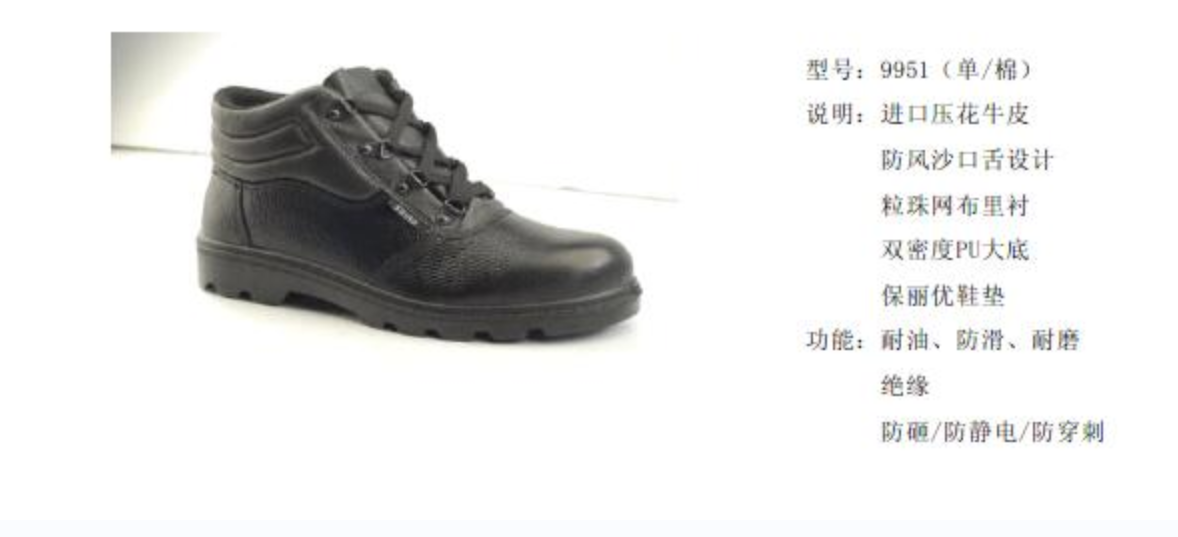 型号：9951（单/棉）
说明：进口压花牛皮
防风沙口舌设计
粒珠网布里衬
双密度PU大底
保丽优鞋垫
功能：耐油、防滑、耐磨
绝缘
防砸/防静电/防穿刺